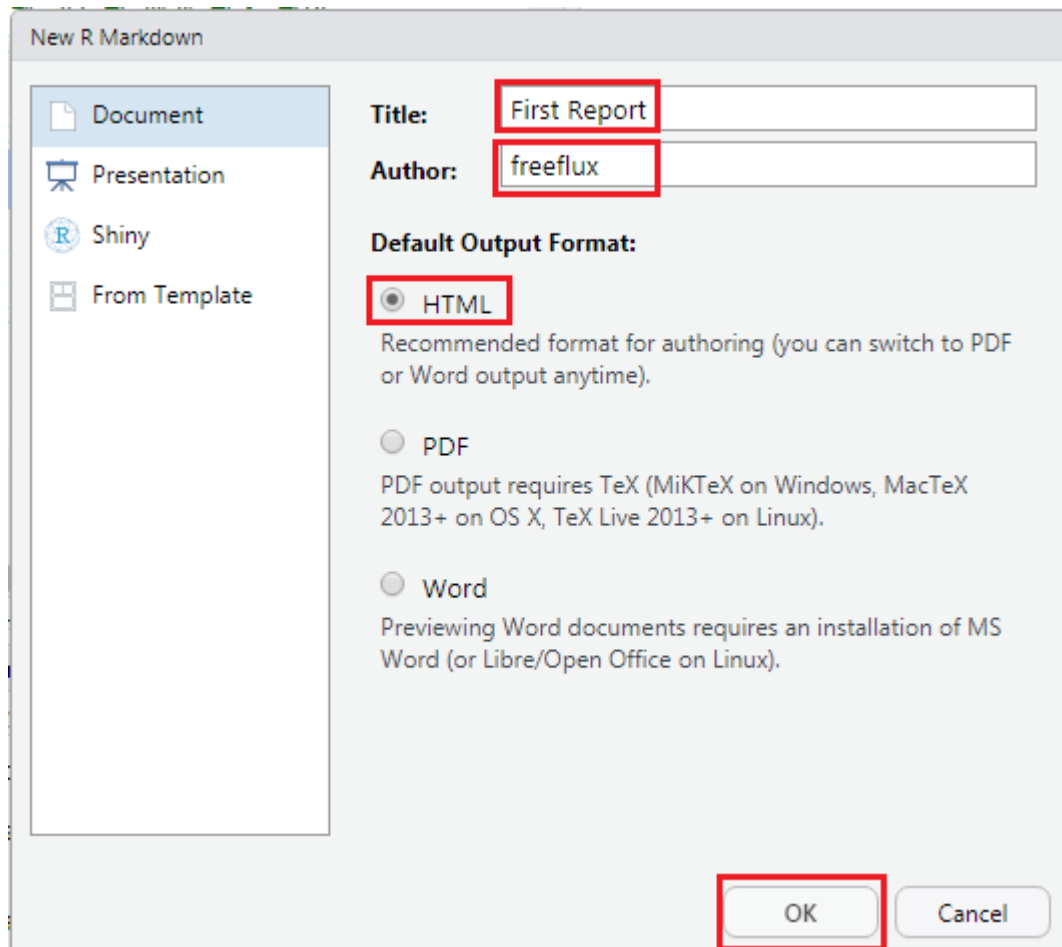 New R Markdown
Document
Presentation
R Shiny
From Template
Title: First Report
Author: freeflux
Default Output Format:
HTML
Recommended format for authoring (you can switch to PDF
or Word output anytime).
PDF
PDF output requires TeX (MiKTeX on Windows, MacTeX
2013+ on OS X, TeX Live 2013+ on Linux).
Word
Previewing Word documents requires an installation of MS
Word (or Libre/Open Office on Linux).
OK Cancel